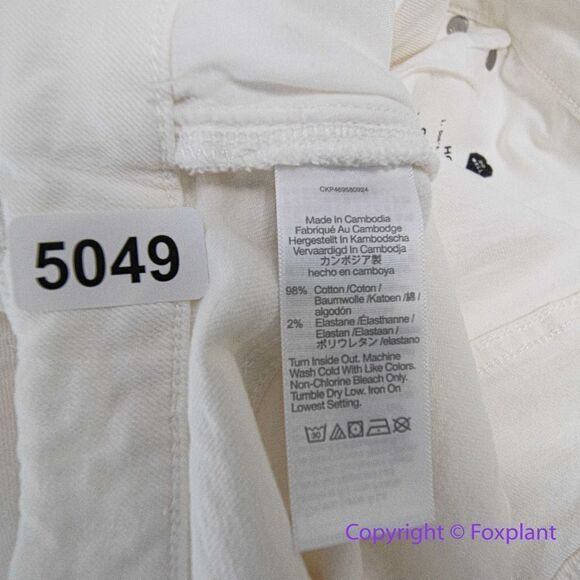 5049
CKP469580924
Made In Cambodia
Fabriqué Au Cambodge
Hergestellt In Kambodscha
Vervaardigd In Cambodja
カンボジア製
hecho en camboya
98% Cotton /Coton /
Baumwolle /Katoen /綿 /
algodón
2% Elastane /Élasthanne /
Elastan /Elastaan /
ポリウレタン /elastano
Turn Inside Out. Machine
Wash Cold With Like Colors.
Non-Chlorine Bleach Only.
Tumble Dry Low. Iron On
Lowest Setting.
30
Copyright © Foxplant